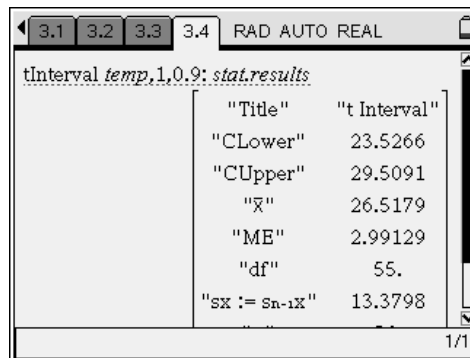 3.1 3.2 3.3 3.4 RAD AUTO REAL
tInterval temp,1,0.9: stat.results
"Title" "t Interval"
"CLower" 23.5266
"CUpper" 29.5091
"x̄" 26.5179
"ME" 2.99129
"df" 55.
"sx := sn-1x" 13.3798
1/1